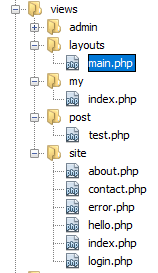 views
admin
layouts
main.php
my
index.php
post
test.php
site
about.php
contact.php
error.php
hello.php
index.php
login.php